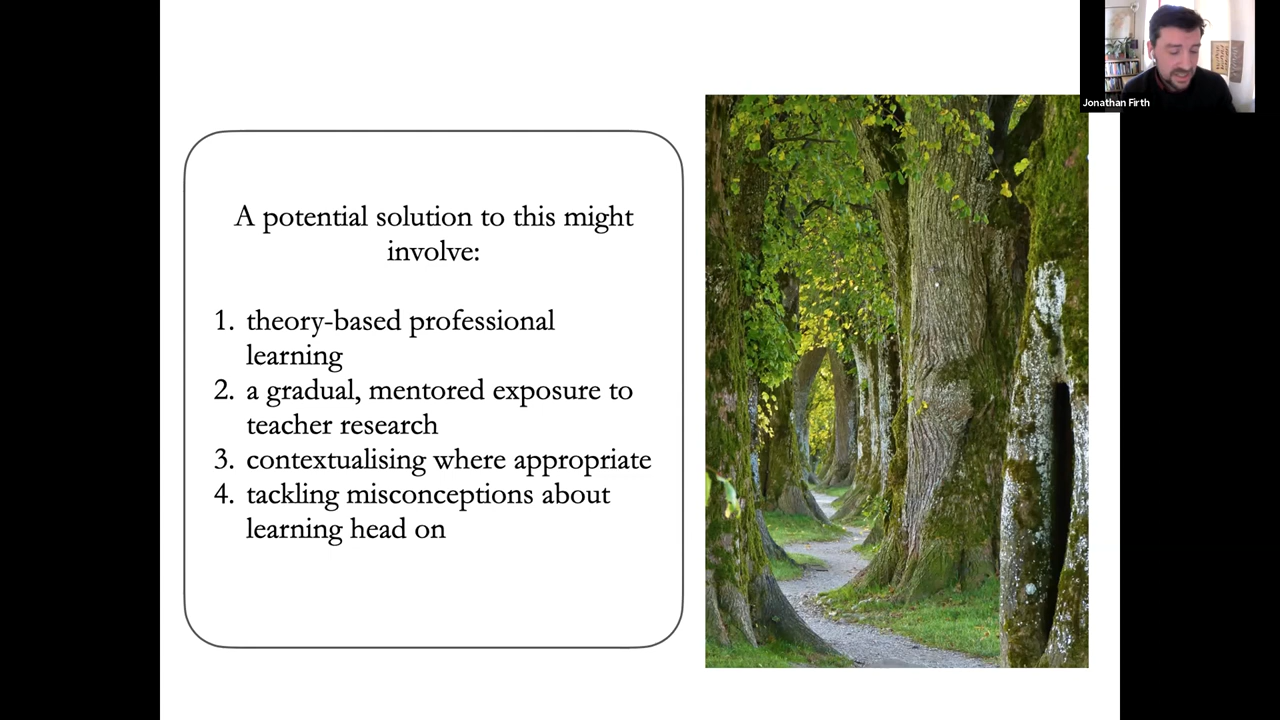 A potential solution to this might
involve:
1. theory-based professional
learning
2. a gradual, mentored exposure to
teacher research
3. contextualising where appropriate
4. tackling misconceptions about
learning head on
Jonathan Firth